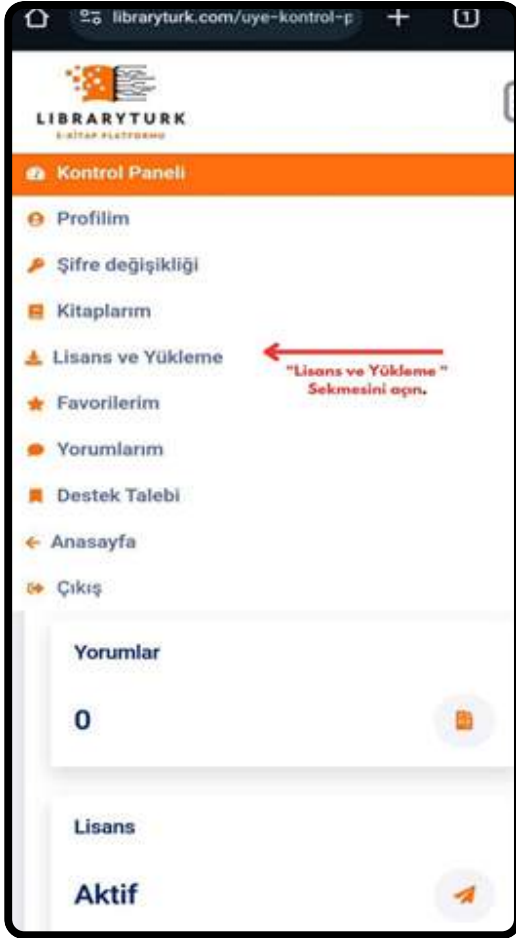 libraryturk.com/uye-kontrol-p
1
LIBRARYTURK
E-KİTAP PLATFORMU
Kontrol Paneli
Profilim
Şifre değişikliği
Kitaplarım
Lisans ve Yükleme
"Lisans ve Yükleme "
Sekmesini açın.
Favorilerim
Yorumlarım
Destek Talebi
Anasayfa
Çıkış
Yorumlar
0
Lisans
Aktif